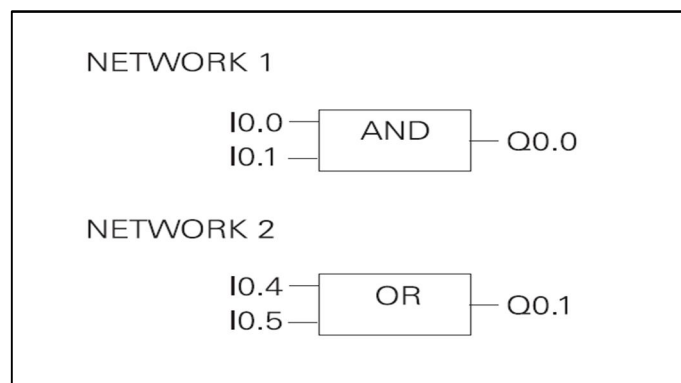 NETWORK 1
I0.0
AND
Q0.0
I0.1
NETWORK 2
I0.4
OR
Q0.1
I0.5